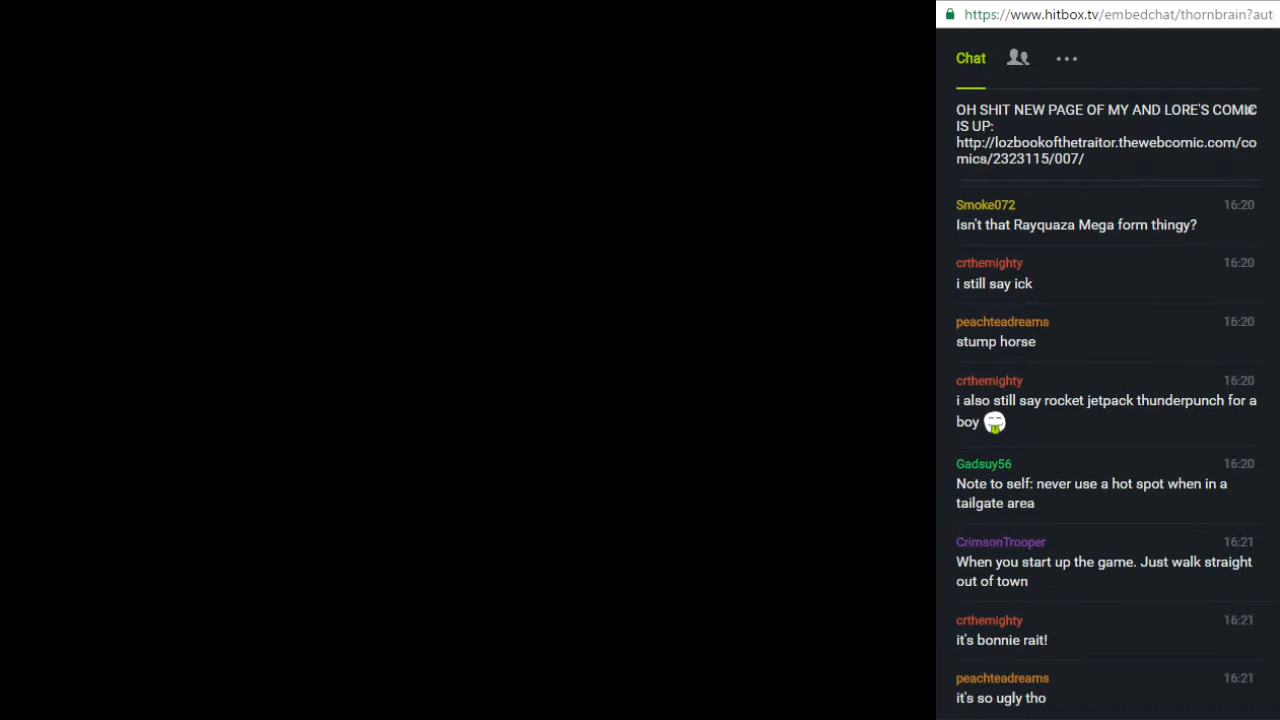 https://www.hitbox.tv/embedchat/thornbrain?aut
Chat
OH SHIT NEW PAGE OF MY AND LORE'S COMIC
IS UP:
http://lozbookofthetraitor.thewebcomic.com/co
mics/2323115/007/
Smoke072 16:20
Isn't that Rayquaza Mega form thingy?
crthemighty 16:20
i still say ick
peachteadreams 16:20
stump horse
crthemighty 16:20
i also still say rocket jetpack thunderpunch for a
boy
Gadsuy56 16:20
Note to self: never use a hot spot when in a
tailgate area
CrimsonTrooper 16:21
When you start up the game. Just walk straight
out of town
crthemighty 16:21
it's bonnie rait!
peachteadreams 16:21
it's so ugly tho